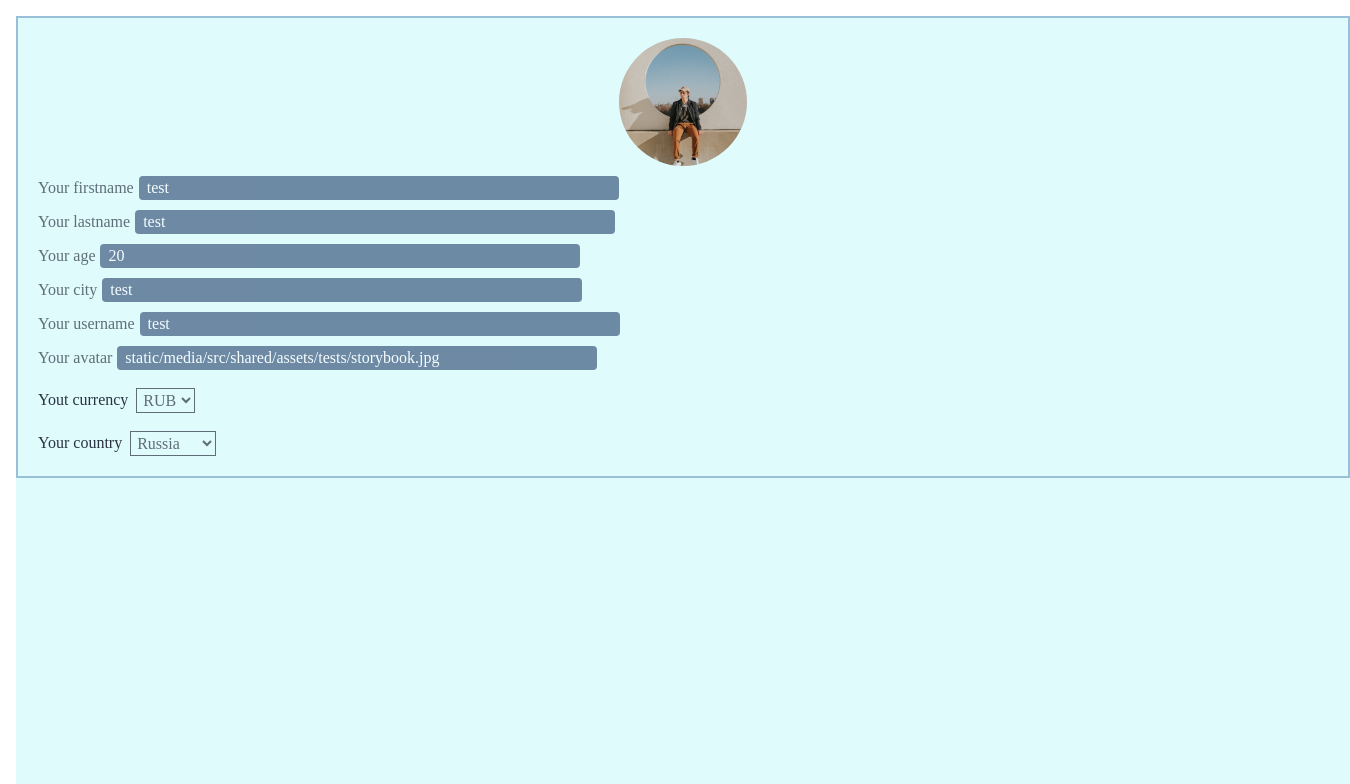 Your firstname test
Your lastname test
Your age 20
Your city test
Your username test
Your avatar static/media/src/shared/assets/tests/storybook.jpg
Yout currency RUB
Your country Russia